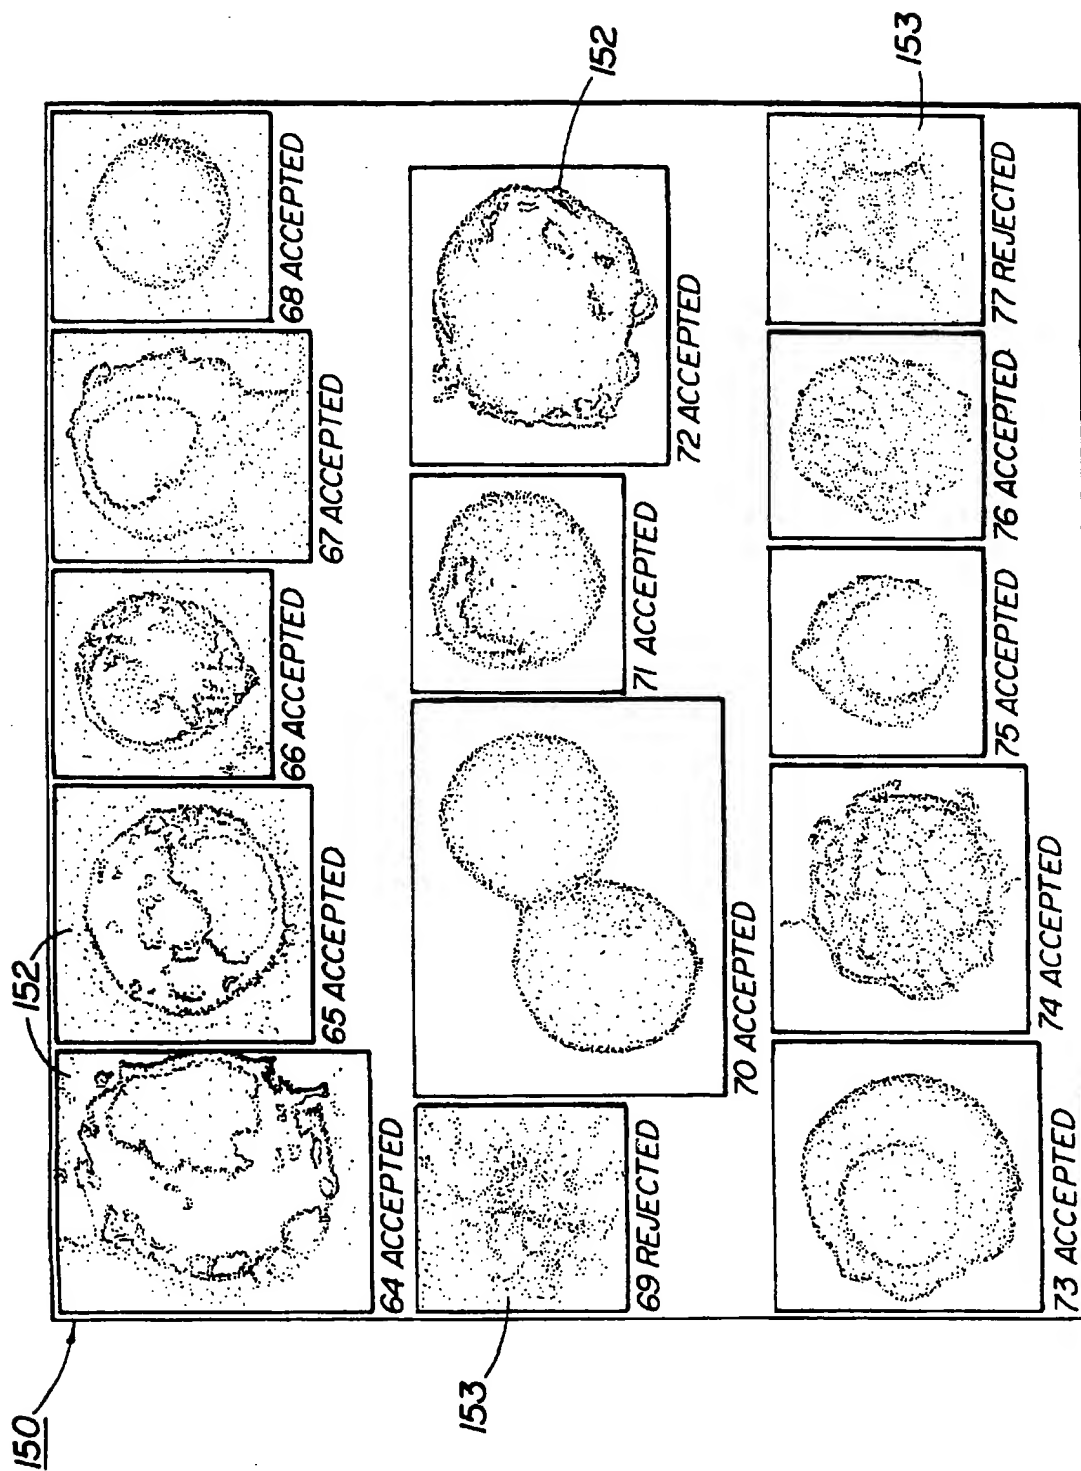 150
152
64 ACCEPTED
65 ACCEPTED
66 ACCEPTED
67 ACCEPTED
68 ACCEPTED
153
69 REJECTED
70 ACCEPTED
71 ACCEPTED
72 ACCEPTED
152
73 ACCEPTED
74 ACCEPTED
75 ACCEPTED
76 ACCEPTED
77 REJECTED
153